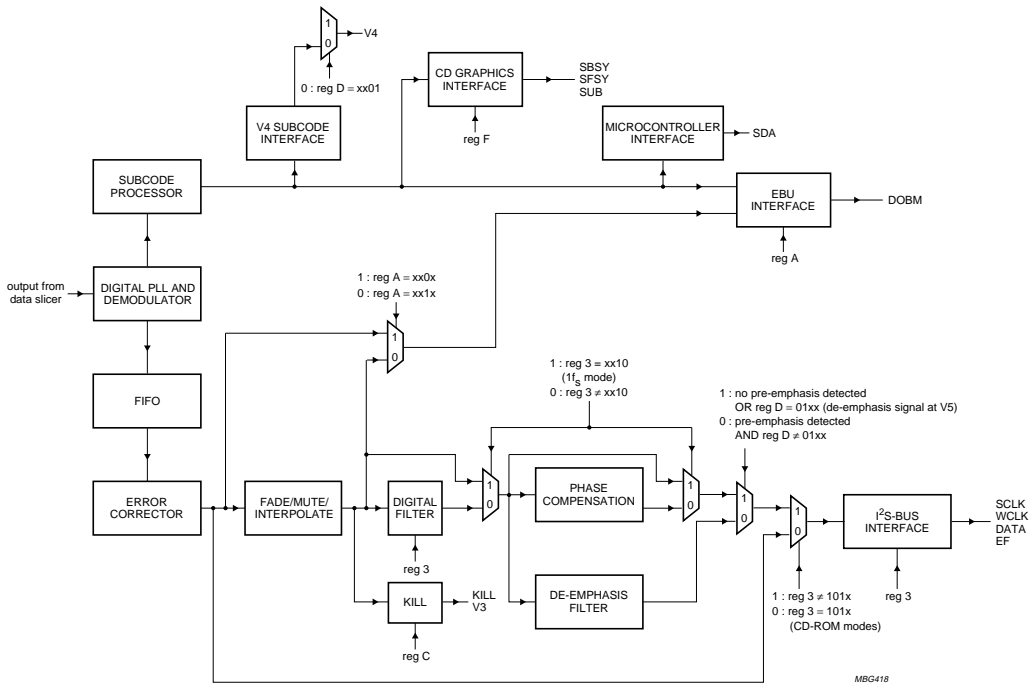 1
0
V4
0 : reg D = xx01
CD GRAPHICS
INTERFACE
SBSY
SFSY
SUB
reg F
V4 SUBCODE
INTERFACE
MICROCONTROLLER
INTERFACE
SDA
SUBCODE
PROCESSOR
EBU
INTERFACE
DOBM
reg A
output from
data slicer
DIGITAL PLL AND
DEMODULATOR
1 : reg A = xx0x
0 : reg A = xx1x
1
0
FIFO
1 : reg 3 = xx10
(1fs mode)
0 : reg 3 ≠ xx10
1 : no pre-emphasis detected
OR reg D = 01xx (de-emphasis signal at V5)
0 : pre-emphasis detected
AND reg D ≠ 01xx
ERROR
CORRECTOR
FADE/MUTE/
INTERPOLATE
DIGITAL
FILTER
reg 3
1
0
PHASE
COMPENSATION
1
0
1
0
1
0
I2S-BUS
INTERFACE
reg 3
SCLK
WCLK
DATA
EF
KILL
KILL
V3
reg C
DE-EMPHASIS
FILTER
1 : reg 3 ≠ 101x
0 : reg 3 = 101x
(CD-ROM modes)
MBG418